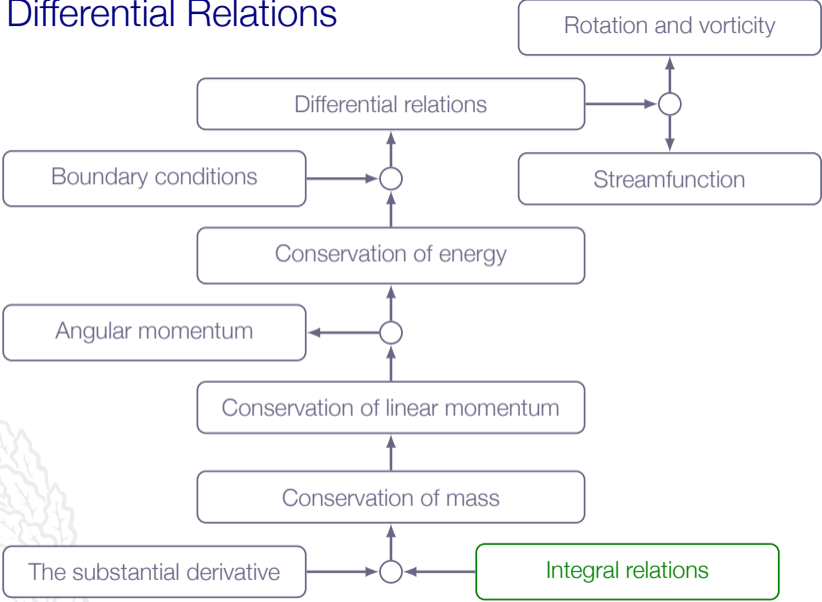 Differential Relations
Rotation and vorticity
Differential relations
Boundary conditions
Streamfunction
Conservation of energy
Angular momentum
Conservation of linear momentum
Conservation of mass
The substantial derivative
Integral relations